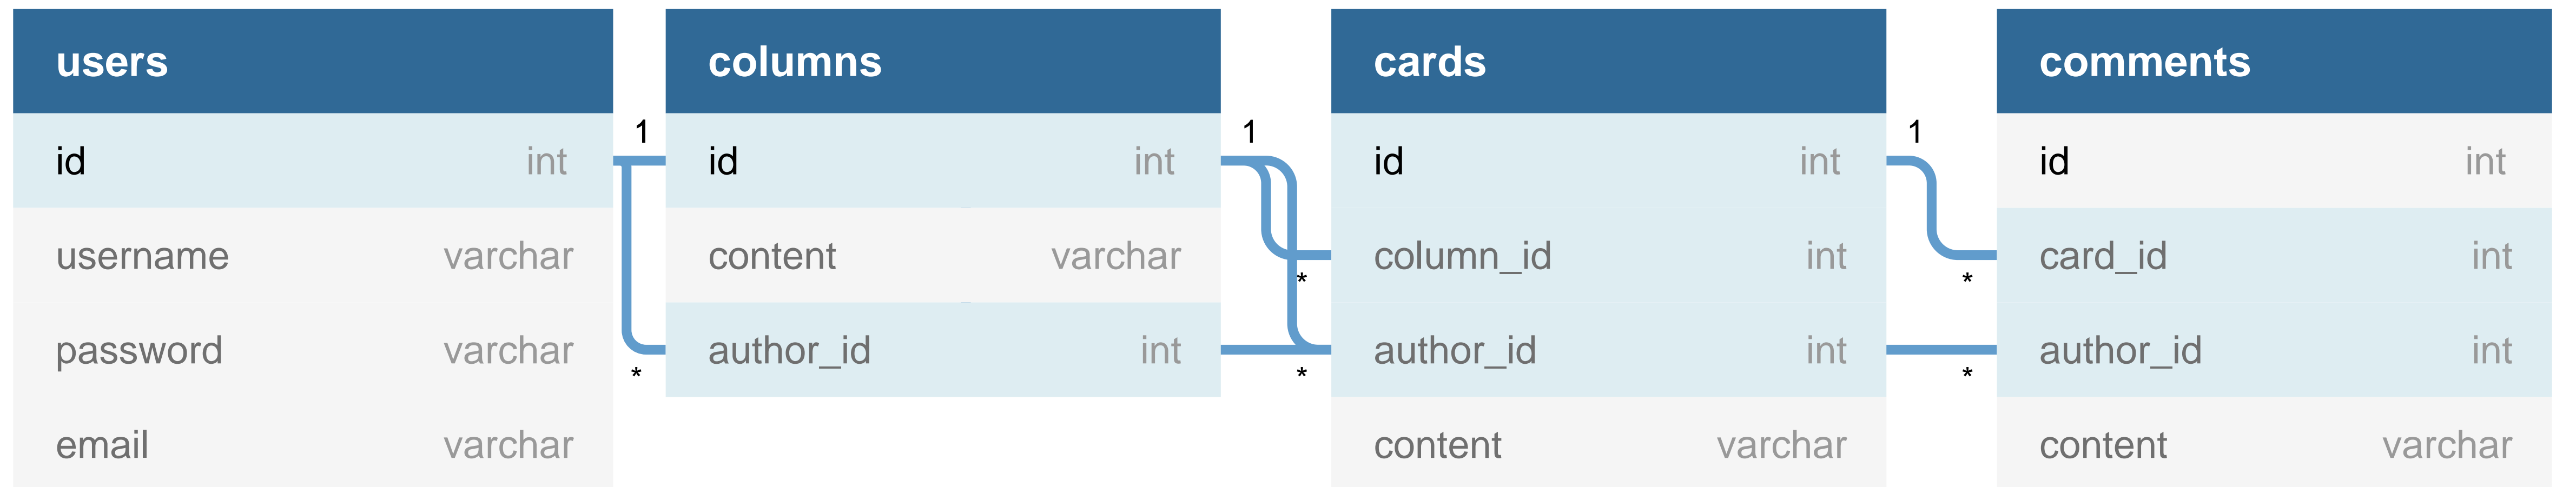 users
id int
username varchar
password varchar
email varchar
1
*
columns
id int
content varchar
author_id int
1
*
*
cards
id int
column_id int
author_id int
content varchar
1
*
*
comments
id int
card_id int
author_id int
content varchar